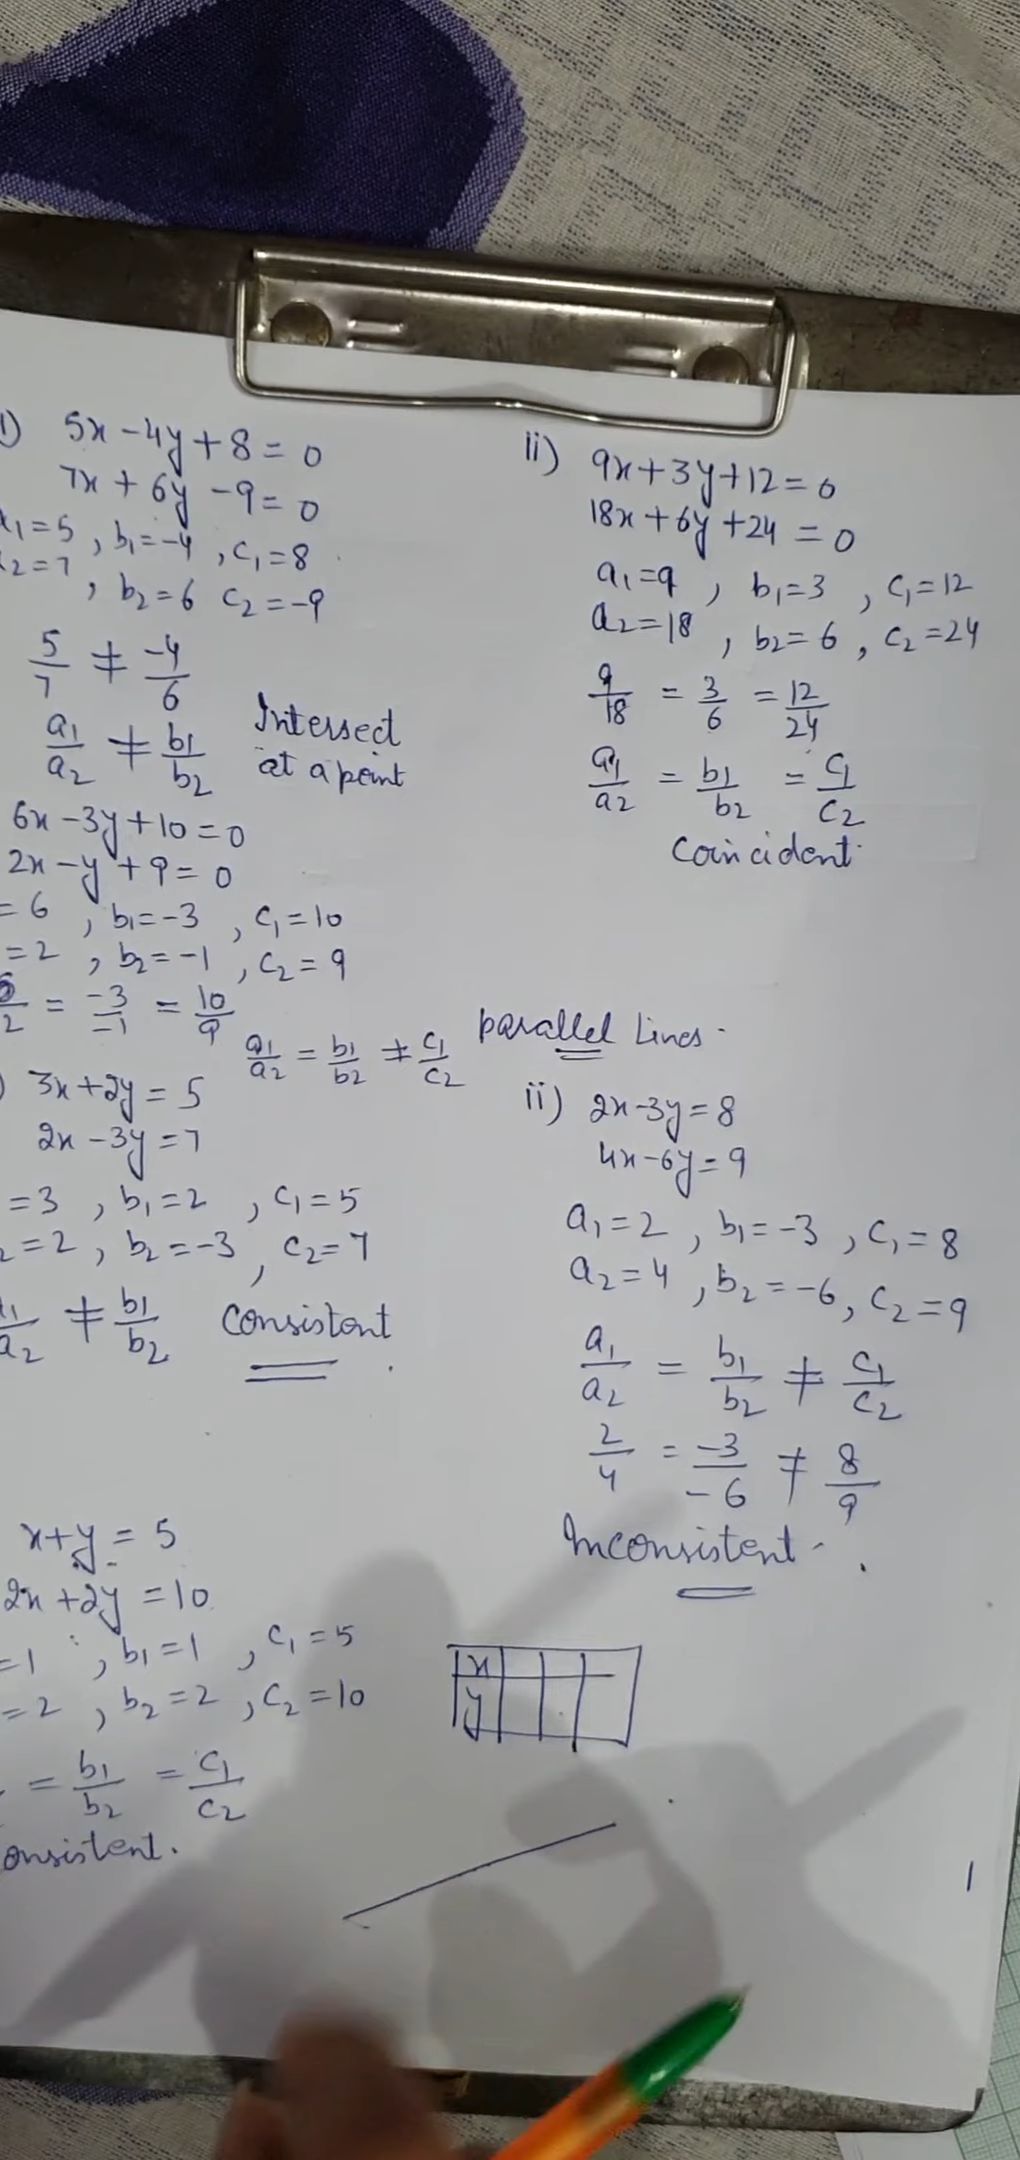 1) 5x - 4y + 8 = 0
7x + 6y - 9 = 0
a1 = 5 , b1 = -4 , c1 = 8
2 = 7 , b2 = 6 c2 = -9
5/7 ≠ -4/6
a1/a2 ≠ b1/b2 Intersect
at a point
6x - 3y + 10 = 0
2x - y + 9 = 0
= 6 , b1 = -3 , c1 = 10
= 2 , b2 = -1 , c2 = 9
6/2 = -3/-1 = 10/9
a1/a2 = b1/b2 ≠ c1/c2 parallel Lines.
) 3x + 2y = 5
2x - 3y = 7
= 3 , b1 = 2 , c1 = 5
2 = 2 , b2 = -3 , c2 = 7
a1/a2 ≠ b1/b2 Consistent
x + y = 5
2x + 2y = 10
= 1 , b1 = 1 , c1 = 5
= 2 , b2 = 2 , c2 = 10
= b1/b2 = c1/c2
onsistent.
ii) 9x + 3y + 12 = 0
18x + 6y + 24 = 0
a1 = 9 , b1 = 3 , c1 = 12
a2 = 18 , b2 = 6 , c2 = 24
9/18 = 3/6 = 12/24
a1/a2 = b1/b2 = c1/c2
Coincident.
ii) 2x - 3y = 8
4x - 6y = 9
a1 = 2 , b1 = -3 , c1 = 8
a2 = 4 , b2 = -6 , c2 = 9
a1/a2 = b1/b2 ≠ c1/c2
2/4 = -3/-6 ≠ 8/9
Inconsistent.
x
y
1